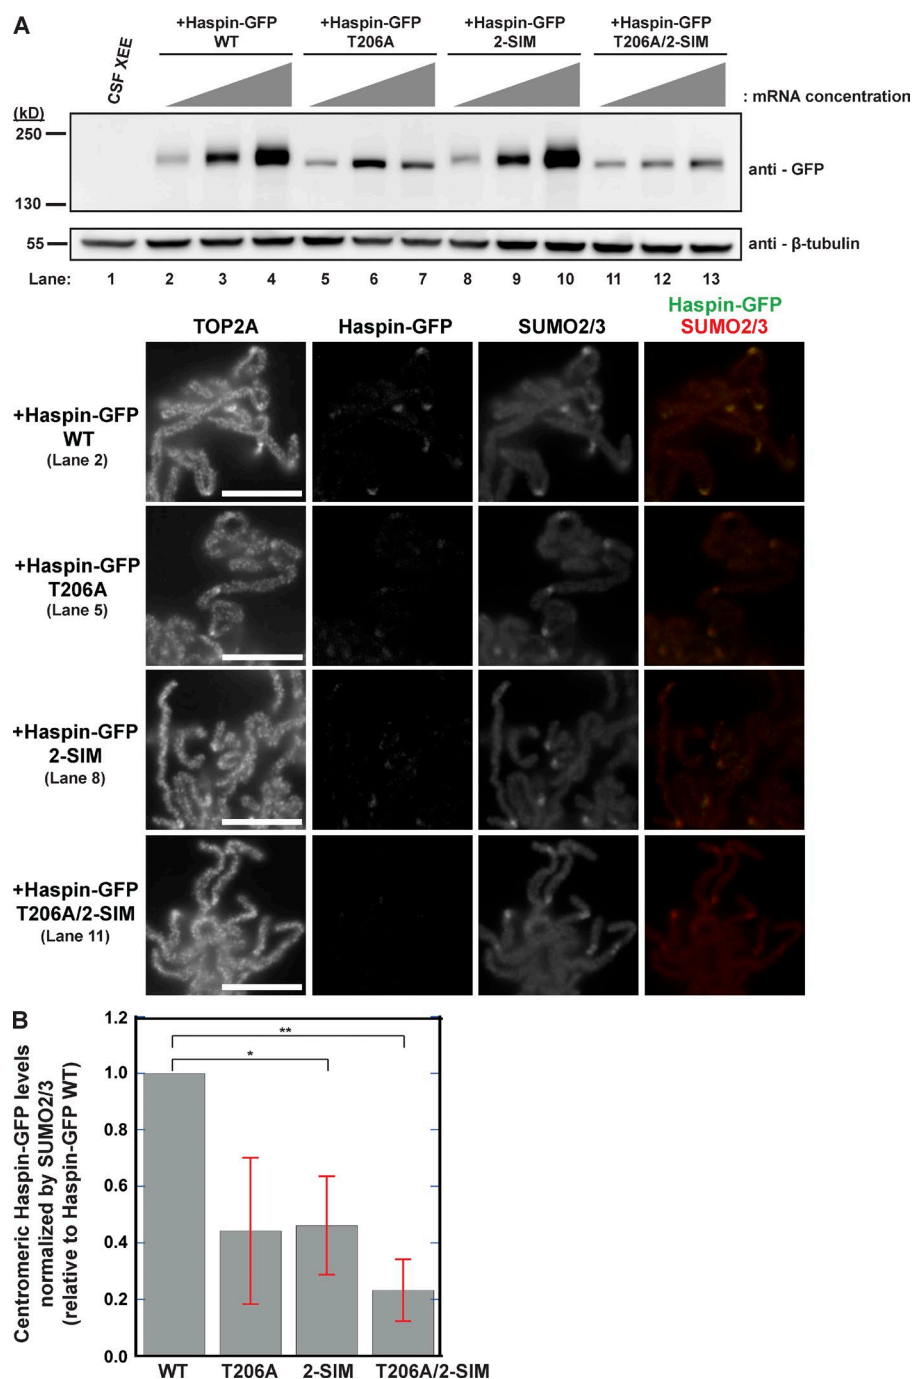 A
CSF XEE
+Haspin-GFP WT
+Haspin-GFP T206A
+Haspin-GFP 2-SIM
+Haspin-GFP T206A/2-SIM
: mRNA concentration
(kD)
250
130
anti - GFP
55
anti - β-tubulin
Lane: 1 2 3 4 5 6 7 8 9 10 11 12 13
TOP2A Haspin-GFP SUMO2/3 Haspin-GFP
SUMO2/3
+Haspin-GFP
WT
(Lane 2)
+Haspin-GFP
T206A
(Lane 5)
+Haspin-GFP
2-SIM
(Lane 8)
+Haspin-GFP
T206A/2-SIM
(Lane 11)
B
Centromeric Haspin-GFP levels
normalized by SUMO2/3
(relative to Haspin-GFP WT)
1.2
1.0
0.8
0.6
0.4
0.2
0.0
**
*
WT T206A 2-SIM T206A/2-SIM